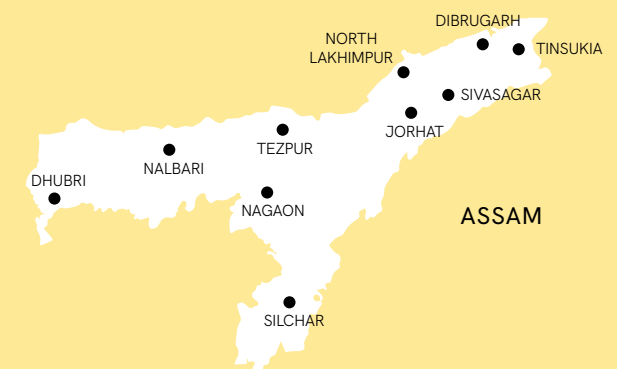 DIBRUGARH
NORTH
LAKHIMPUR
TINSUKIA
SIVASAGAR
JORHAT
TEZPUR
NALBARI
DHUBRI
NAGAON
ASSAM
SILCHAR